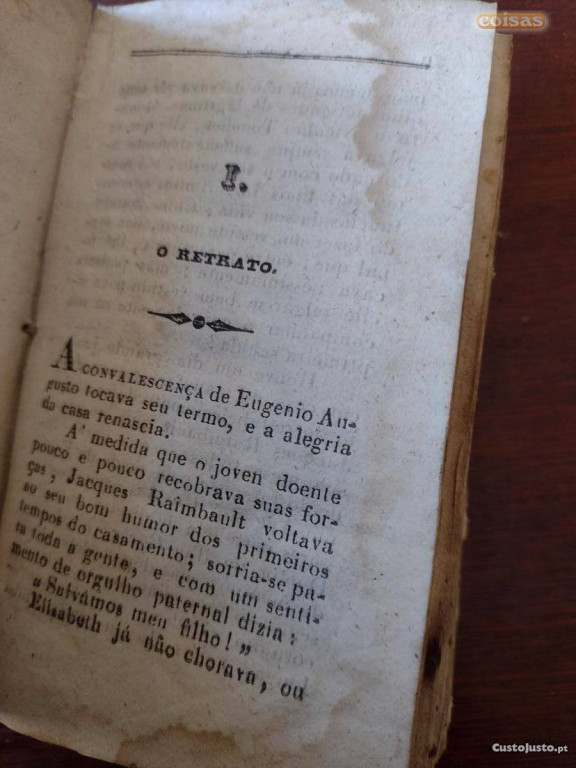 coisas
I.
O RETRATO.
A CONVALESCENÇA de Eugenio Au-
gusto tocava seu termo, e a alegria
da casa renascia.
A' medida que o joven doente
pouco e pouco recobrava suas for-
ças, Jacques Raimbault voltava
ao seu bom humor dos primeiros
tempos do casamento; sorria-se pa-
ra toda a gente, e com um senti-
mento de orgulho paternal dizia:
« Salvámos meu filho! »
Elisabeth já não chorava, ou
CustoJusto.pt